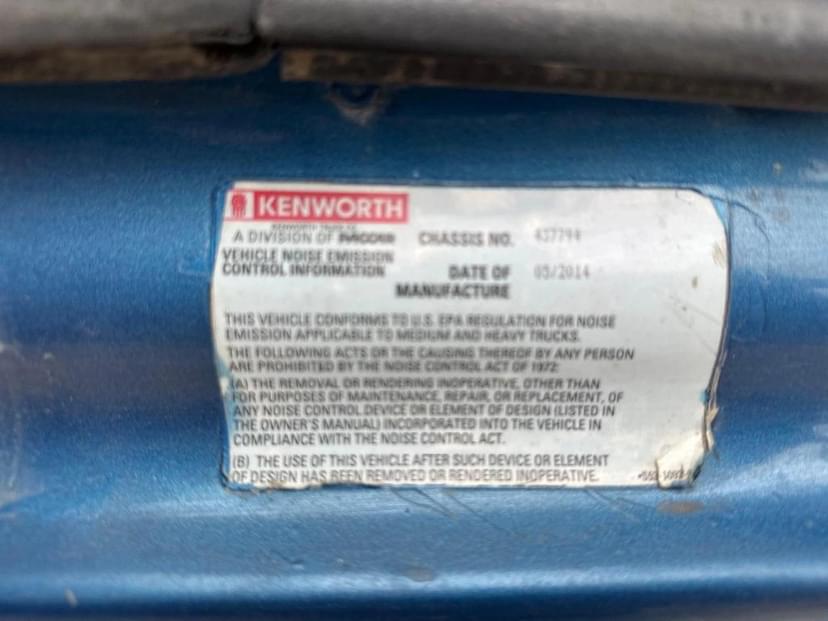 KENWORTH
KENWORTH TRUCK CO.
A DIVISION OF PACCAR CHASSIS NO. 437794
VEHICLE NOISE EMISSION
CONTROL INFORMATION DATE OF 03/2014
MANUFACTURE
THIS VEHICLE CONFORMS TO U.S. EPA REGULATION FOR NOISE
EMISSION APPLICABLE TO MEDIUM AND HEAVY TRUCKS.
THE FOLLOWING ACTS OR THE CAUSING THEREOF BY ANY PERSON
ARE PROHIBITED BY THE NOISE CONTROL ACT OF 1972:
(A) THE REMOVAL OR RENDERING INOPERATIVE, OTHER THAN
FOR PURPOSES OF MAINTENANCE, REPAIR, OR REPLACEMENT, OF
ANY NOISE CONTROL DEVICE OR ELEMENT OF DESIGN (LISTED IN
THE OWNER'S MANUAL) INCORPORATED INTO THE VEHICLE IN
COMPLIANCE WITH THE NOISE CONTROL ACT.
(B) THE USE OF THIS VEHICLE AFTER SUCH DEVICE OR ELEMENT
OF DESIGN HAS BEEN REMOVED OR RENDERED INOPERATIVE.